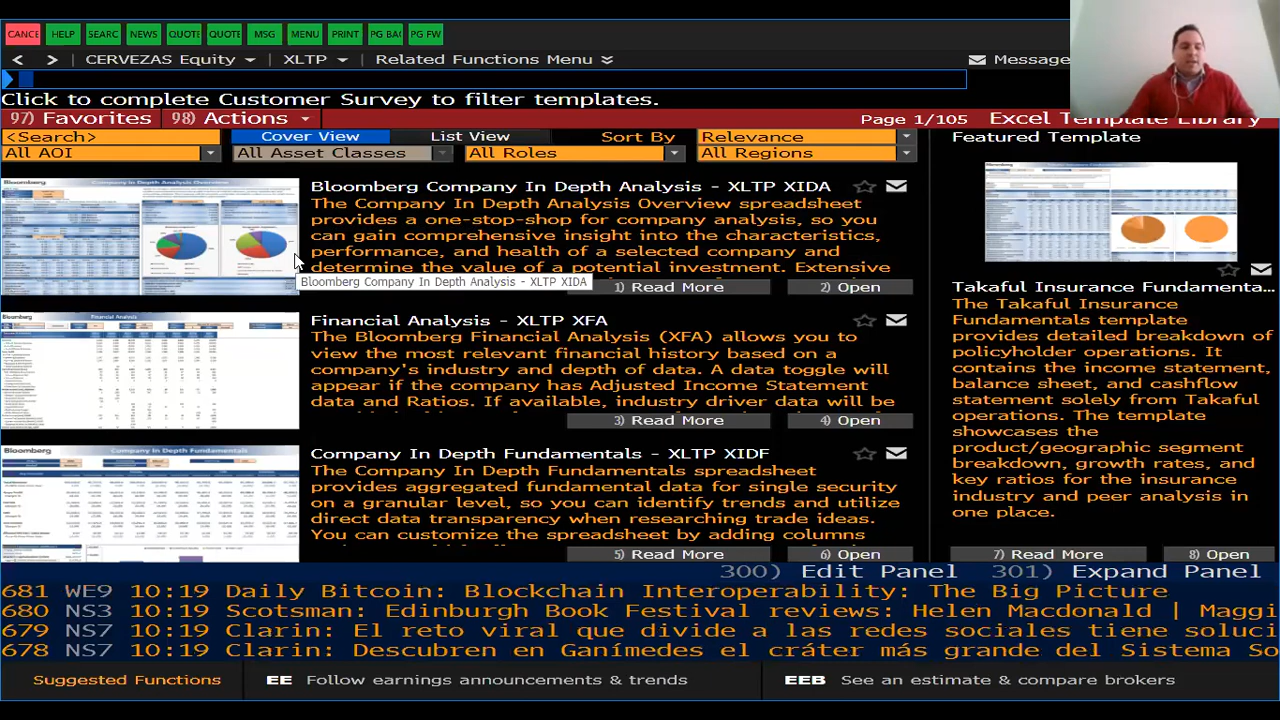 CANCE HELP SEARC NEWS QUOTE QUOTE MSG MENU PRINT PG BAC PG FW
< > CERVEZAS Equity XLTP Related Functions Menu Message
Click to complete Customer Survey to filter templates.
97) Favorites 98) Actions Page 1/105 Excel Template Library
<Search> Cover View List View Sort By Relevance
All AOI All Asset Classes All Roles All Regions
Featured Template
Bloomberg Company In Depth Analysis - XLTP XIDA
The Company In Depth Analysis Overview spreadsheet
provides a one-stop-shop for company analysis, so you
can gain comprehensive insight into the characteristics,
performance, and health of a selected company and
determine the value of a potential investment. Extensive
Bloomberg Company In Depth Analysis - XLTP XIDA
1) Read More 2) Open
Financial Analysis - XLTP XFA
The Bloomberg Financial Analysis (XFA) allows you to
view the most relevant financial history based on a
company's industry and depth of data. A data toggle will
appear if the company has Adjusted Income Statement
data and Ratios. If available, industry driver data will be
3) Read More 4) Open
Bloomberg Company In Depth Fundamentals
Company In Depth Fundamentals - XLTP XIDF
The Company In Depth Fundamentals spreadsheet
provides aggregated fundamental data for single security
on a granular level, so you can identify trends and utilize
direct data transparency when researching trade ideas.
You can customize the spreadsheet by adding columns
5) Read More 6) Open
Takaful Insurance Fundamenta...
The Takaful Insurance
Fundamentals template
provides detailed breakdown of
policyholder operations. It
contains the income statement,
balance sheet, and cashflow
statement solely from Takaful
operations. The template
showcases the
product/geographic segment
breakdown, growth rates, and
key ratios for the insurance
industry and peer analysis in
one place.
7) Read More 8) Open
300) Edit Panel 301) Expand Panel
681 WE9 10:19 Daily Bitcoin: Blockchain Interoperability: The Big Picture
680 NS3 10:19 Scotsman: Edinburgh Book Festival reviews: Helen Macdonald | Maggi
679 NS7 10:19 Clarin: El reto viral que divide a las redes sociales tiene soluci
678 NS7 10:19 Clarin: Descubren en Ganímedes el cráter más grande del Sistema So
Suggested Functions EE Follow earnings announcements & trends EEB See an estimate & compare brokers